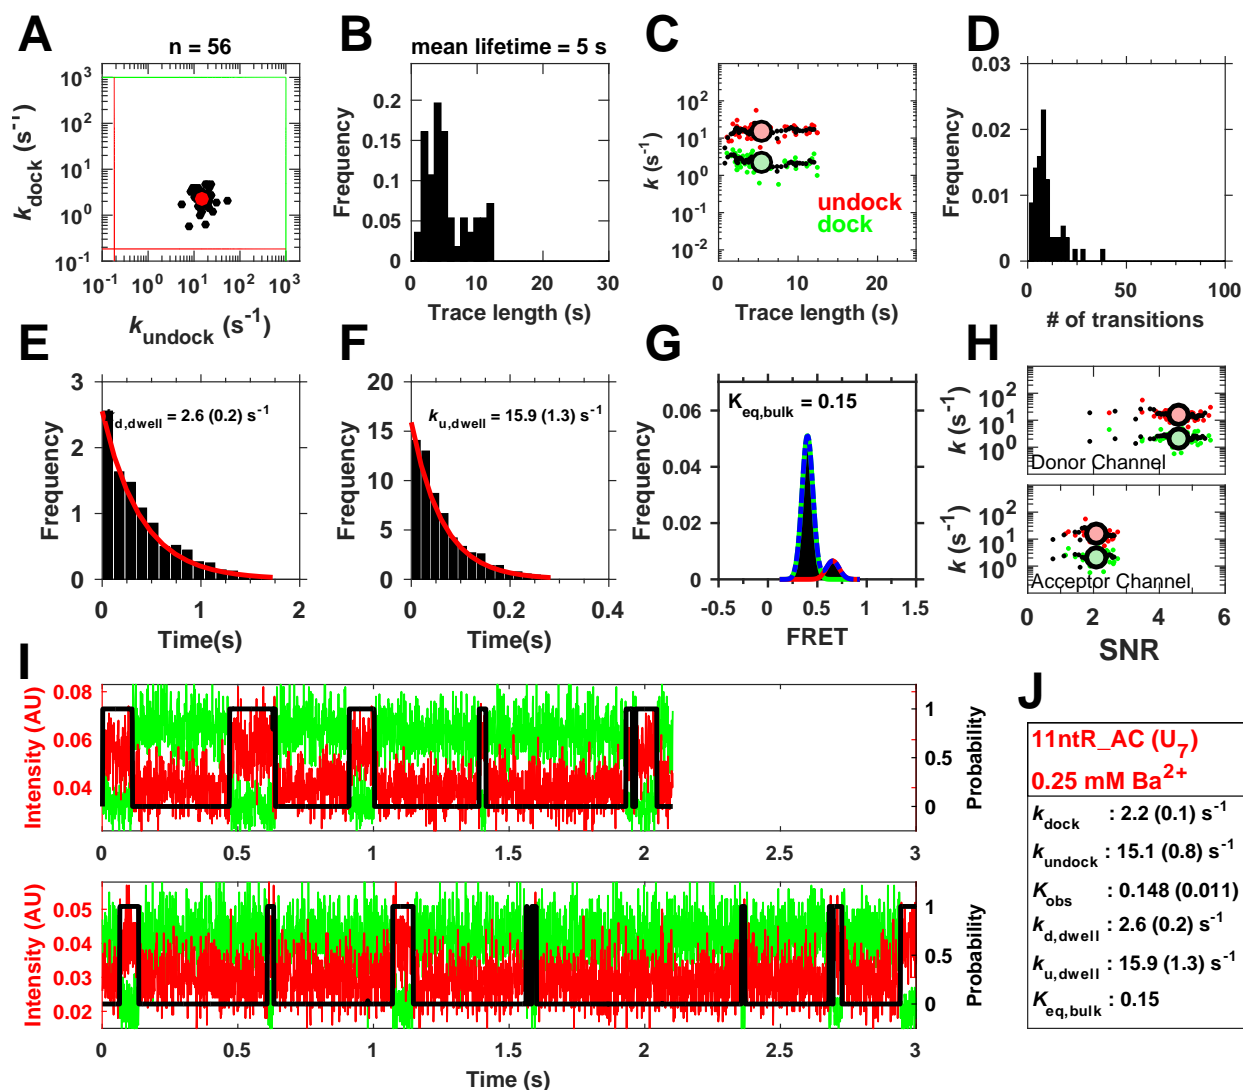 A
n = 56
k_dock (s⁻¹)
10³
10²
10¹
10⁰
10⁻¹
10⁻¹ 10⁰ 10¹ 10² 10³
k_undock (s⁻¹)
B
mean lifetime = 5 s
Frequency
0.2
0.15
0.1
0.05
0
0 10 20 30
Trace length (s)
C
k (s⁻¹)
10²
10¹
10⁰
10⁻¹
10⁻²
undock
dock
0 10 20
Trace length (s)
D
Frequency
0.03
0.02
0.01
0
0 50 100
# of transitions
E
Frequency
3
2
1
0
d,dwell = 2.6 (0.2) s⁻¹
0 1 2
Time(s)
F
Frequency
20
15
10
5
0
k_u,dwell = 15.9 (1.3) s⁻¹
0 0.2 0.4
Time(s)
G
K_eq,bulk = 0.15
0.06
0.04
0.02
0
-0.5 0 0.5 1 1.5
FRET
H
k (s⁻¹)
10²
10¹
10⁰
Donor Channel
k (s⁻¹)
10²
10¹
10⁰
Acceptor Channel
0 2 4 6
SNR
I
Intensity (AU)
0.08
0.06
0.04
1
0.5
0
Probability
0 0.5 1 1.5 2 2.5 3
Intensity (AU)
0.05
0.04
0.03
0.02
1
0.5
0
Probability
0 0.5 1 1.5 2 2.5 3
Time (s)
J
11ntR_AC (U₇)
0.25 mM Ba²⁺
k_dock : 2.2 (0.1) s⁻¹
k_undock : 15.1 (0.8) s⁻¹
K_obs : 0.148 (0.011)
k_d,dwell : 2.6 (0.2) s⁻¹
k_u,dwell : 15.9 (1.3) s⁻¹
K_eq,bulk : 0.15